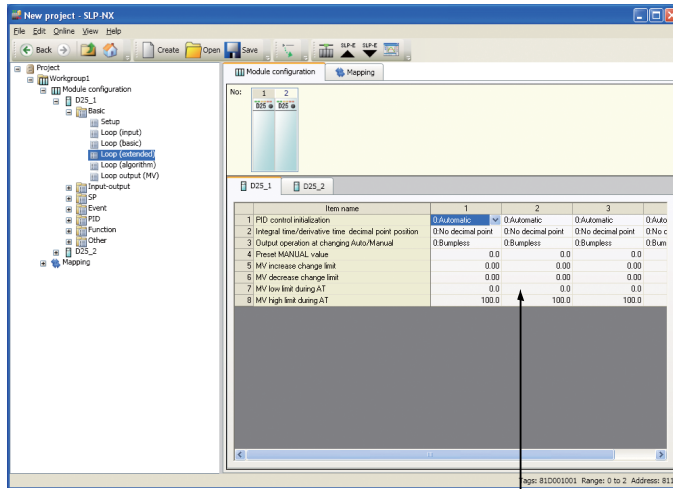 New project - SLP-NX
File Edit Online View Help
Back Create Open Save SLP-E SLP-E
Project
Workgroup1
Module configuration
D25_1
Basic
Setup
Loop (input)
Loop (basic)
Loop (extended)
Loop (algorithm)
Loop output (MV)
Input-output
SP
Event
PID
Function
Other
D25_2
Mapping
Module configuration Mapping
No: 1 2
D25 D25
D25_1 D25_2
Item name 1 2 3
1 PID control initialization 0:Automatic 0:Automatic 0:Automatic 0:Auto
2 Integral time/derivative time decimal point position 0:No decimal point 0:No decimal point 0:No decimal point 0:No c
3 Output operation at changing Auto/Manual 0:Bumpless 0:Bumpless 0:Bumpless 0:Bum
4 Preset MANUAL value 0.0 0.0 0.0
5 MV increase change limit 0.00 0.00 0.00
6 MV decrease change limit 0.00 0.00 0.00
7 MV low limit during AT 0.0 0.0 0.0
8 MV high limit during AT 100.0 100.0 100.0
Tags: 81D001001 Range: 0 to 2 Address: 811